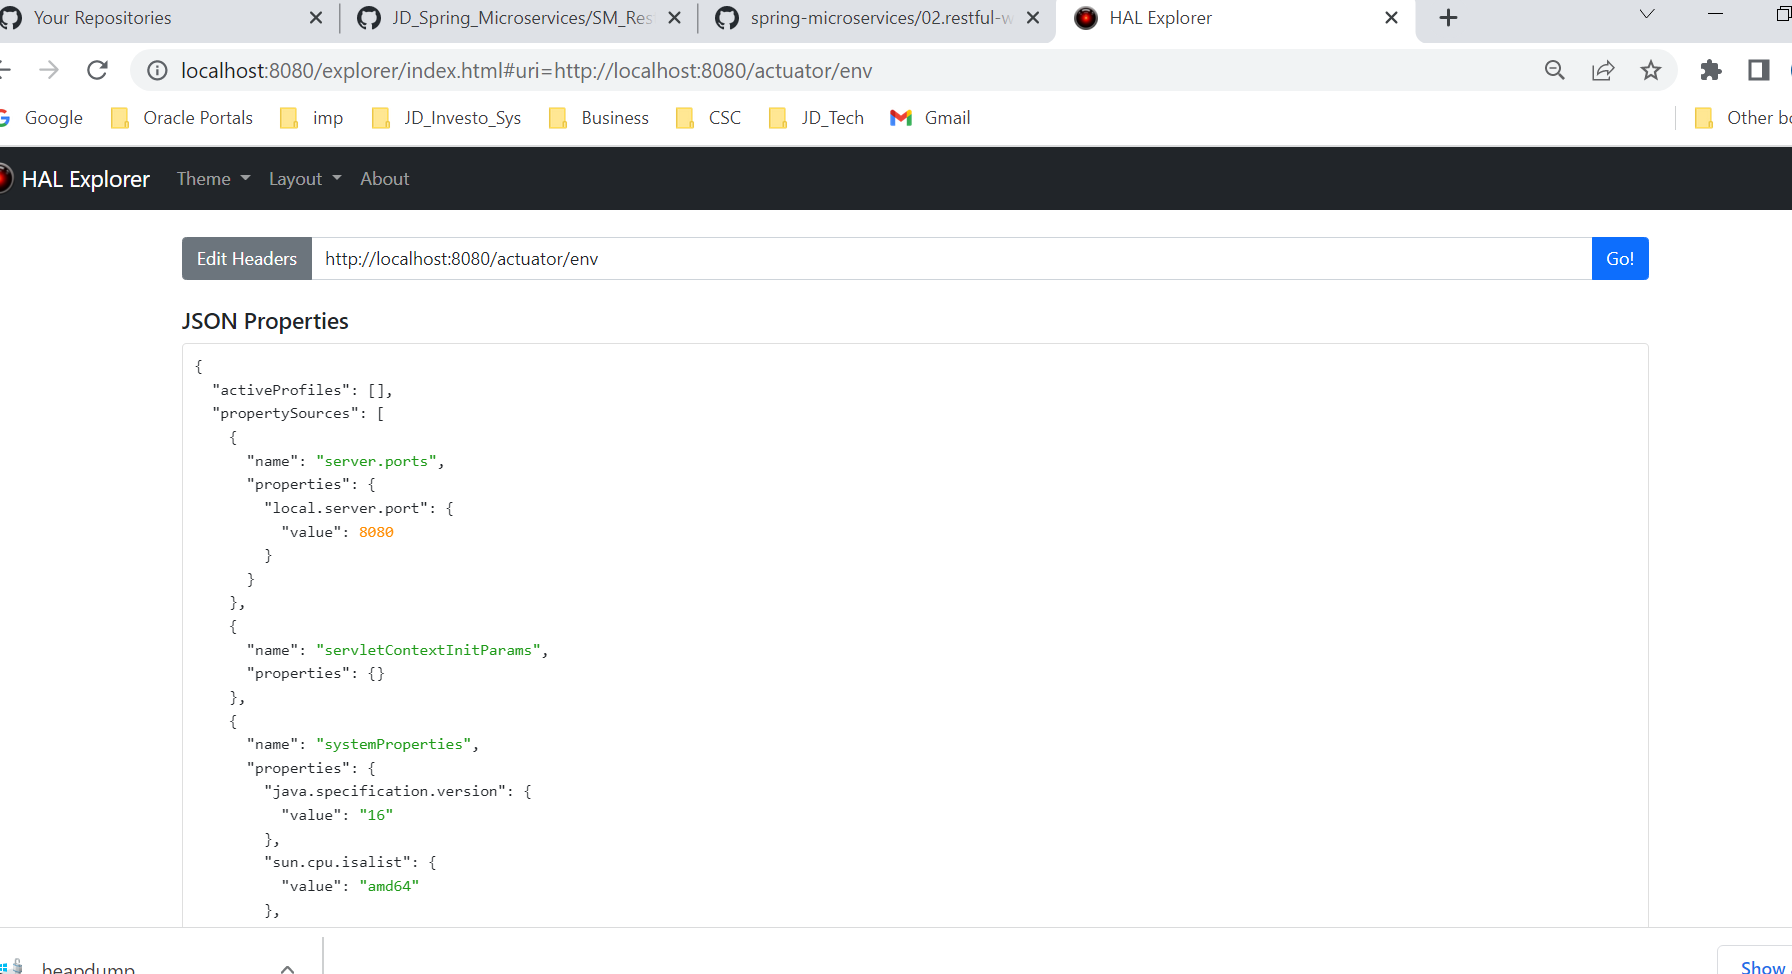 Your Repositories
JD_Spring_Microservices/SM_Res
spring-microservices/02.restful-w
HAL Explorer
localhost:8080/explorer/index.html#uri=http://localhost:8080/actuator/env
Google Oracle Portals imp JD_Investo_Sys Business CSC JD_Tech Gmail Other bo
HAL Explorer Theme Layout About
Edit Headers http://localhost:8080/actuator/env Go!
JSON Properties
{
"activeProfiles": [],
"propertySources": [
{
"name": "server.ports",
"properties": {
"local.server.port": {
"value": 8080
}
}
},
{
"name": "servletContextInitParams",
"properties": {}
},
{
"name": "systemProperties",
"properties": {
"java.specification.version": {
"value": "16"
},
"sun.cpu.isalist": {
"value": "amd64"
},
heapdump Show